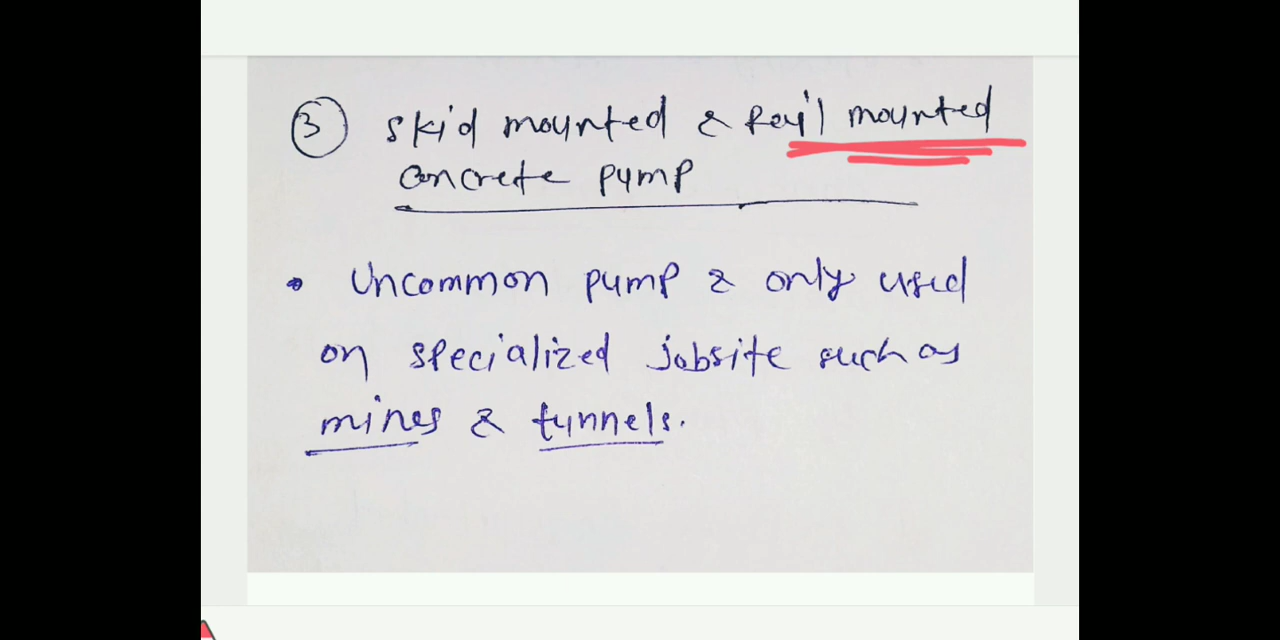 3 skid mounted & Rail mounted
concrete pump
• Uncommon pump & only used
on specialized jobsite such as
mines & tunnels.